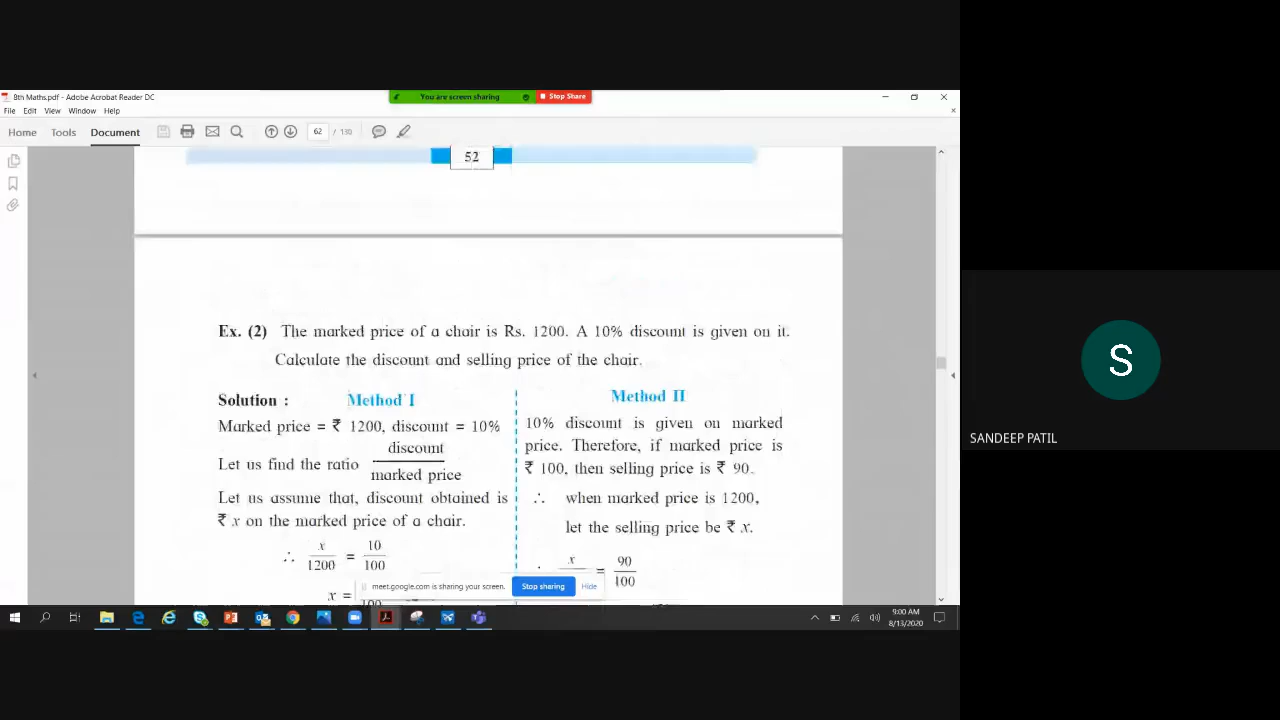 8th Maths.pdf - Adobe Acrobat Reader DC
You are screen sharing
Stop Share
File Edit View Window Help
Home Tools Document
62 / 130
52
Ex. (2) The marked price of a chair is Rs. 1200. A 10% discount is given on it.
Calculate the discount and selling price of the chair.
Solution : Method I
Marked price = ₹ 1200, discount = 10%
Let us find the ratio discount / marked price
Let us assume that, discount obtained is
₹ x on the marked price of a chair.
∴ x/1200 = 10/100
x =
100
Method II
10% discount is given on marked
price. Therefore, if marked price is
₹ 100, then selling price is ₹ 90.
∴ when marked price is 1200,
let the selling price be ₹ x.
x = 90/100
meet.google.com is sharing your screen.
Stop sharing
Hide
9:00 AM
8/13/2020
S
SANDEEP PATIL